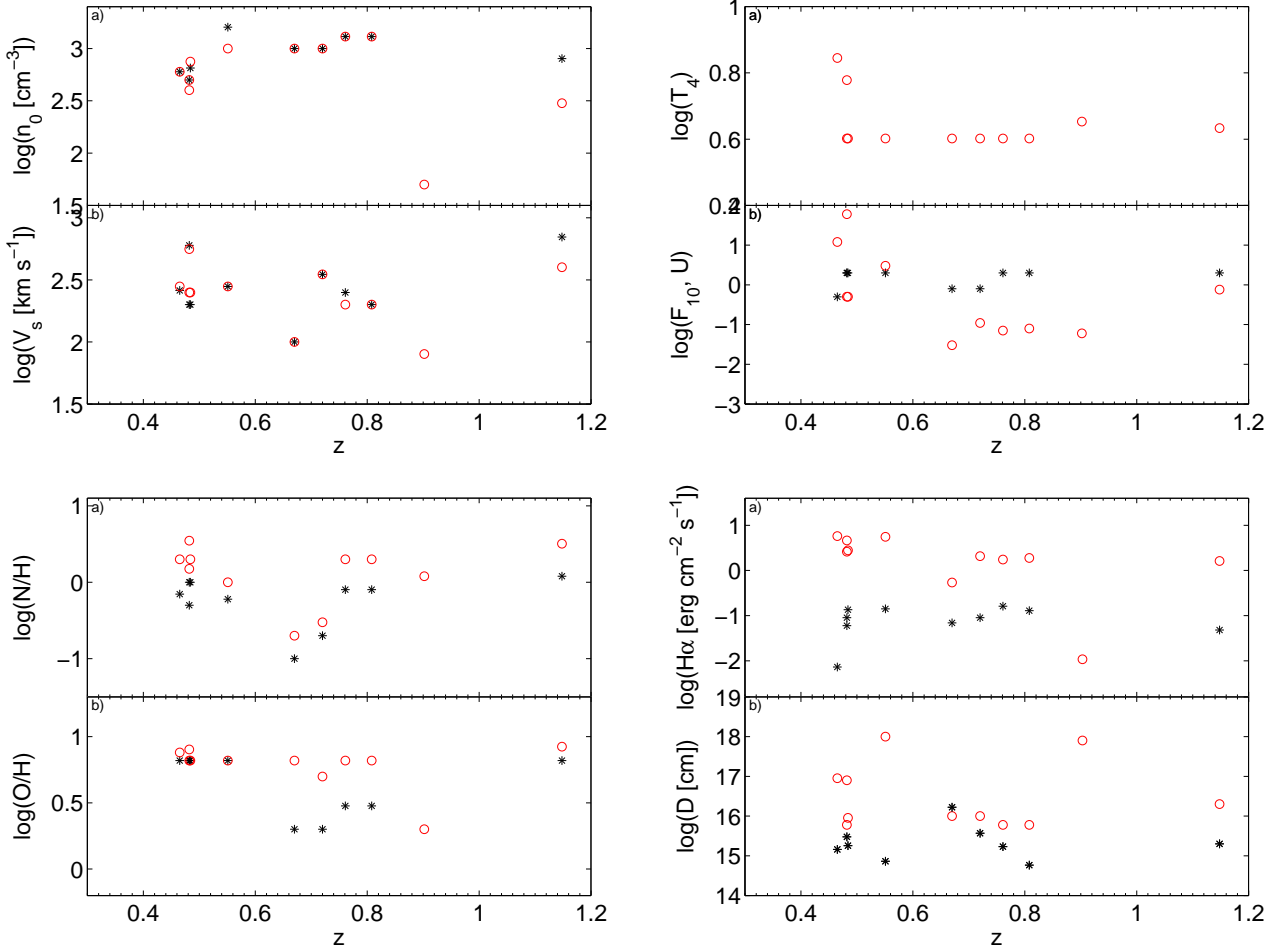 a)
3
2.5
2
1.5
log(n₀ [cm⁻³])
b)
3
2.5
2
1.5
log(Vₛ [km s⁻¹])
0.4 0.6 0.8 1 1.2
z
a)
1
0.8
0.6
0.4
log(T₄)
b)
2
1
0
−1
−2
−3
log(F₁₀, U)
0.4 0.6 0.8 1 1.2
z
a)
1
0
−1
log(N/H)
b)
1
0.5
0
log(O/H)
0.4 0.6 0.8 1 1.2
z
a)
1
0
−1
−2
log(Hα [erg cm⁻² s⁻¹])
b)
19
18
17
16
15
14
log(D [cm])
0.4 0.6 0.8 1 1.2
z